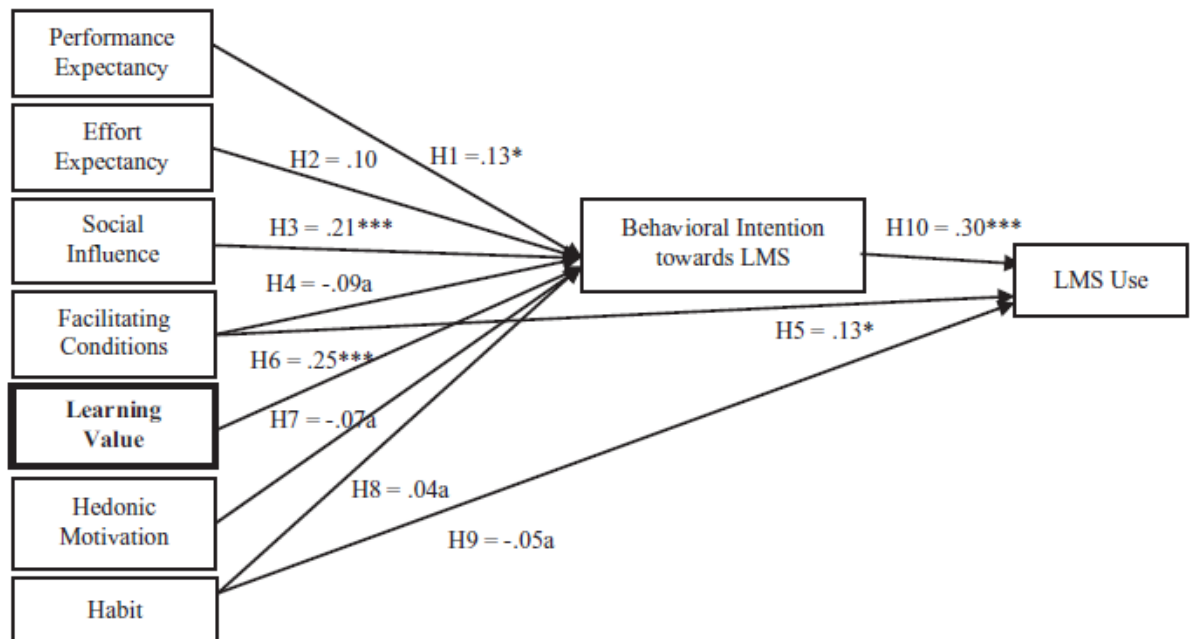 Performance
Expectancy
Effort
Expectancy
H1 =.13*
H2 = .10
Social
Influence
H3 = .21***
Behavioral Intention
towards LMS
H10 = .30***
LMS Use
H4 = -.09a
Facilitating
Conditions
H5 = .13*
H6 = .25***
Learning
Value
H7 = -.07a
Hedonic
Motivation
H8 = .04a
H9 = -.05a
Habit